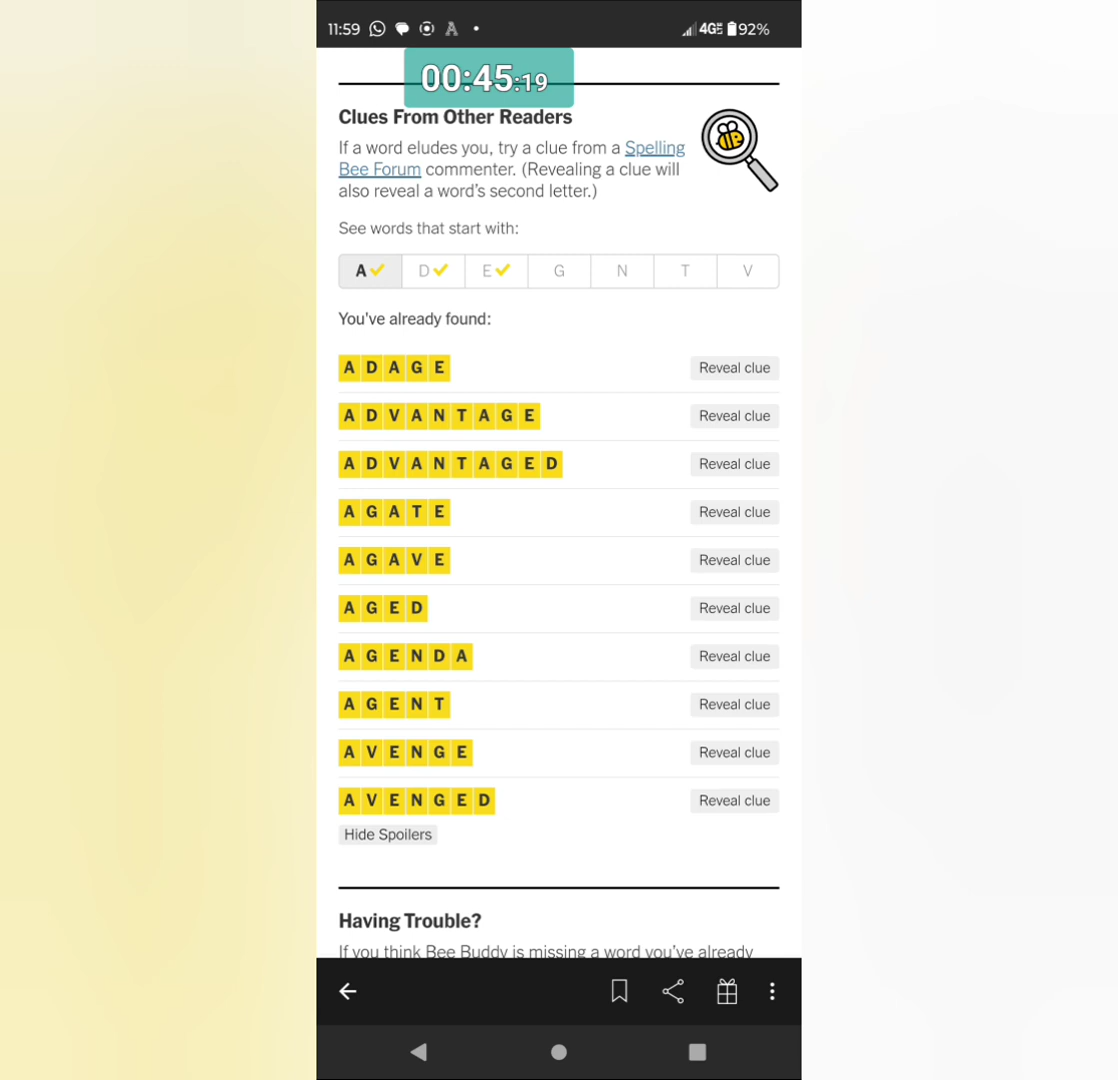 11:59 4G 92%
00:45:19
Clues From Other Readers
If a word eludes you, try a clue from a Spelling
Bee Forum commenter. (Revealing a clue will
also reveal a word's second letter.)
See words that start with:
A D E G N T V
You've already found:
ADAGE Reveal clue
ADVANTAGE Reveal clue
ADVANTAGED Reveal clue
AGATE Reveal clue
AGAVE Reveal clue
AGED Reveal clue
AGENDA Reveal clue
AGENT Reveal clue
AVENGE Reveal clue
AVENGED Reveal clue
Hide Spoilers
Having Trouble?
If you think Bee Buddy is missing a word you've already